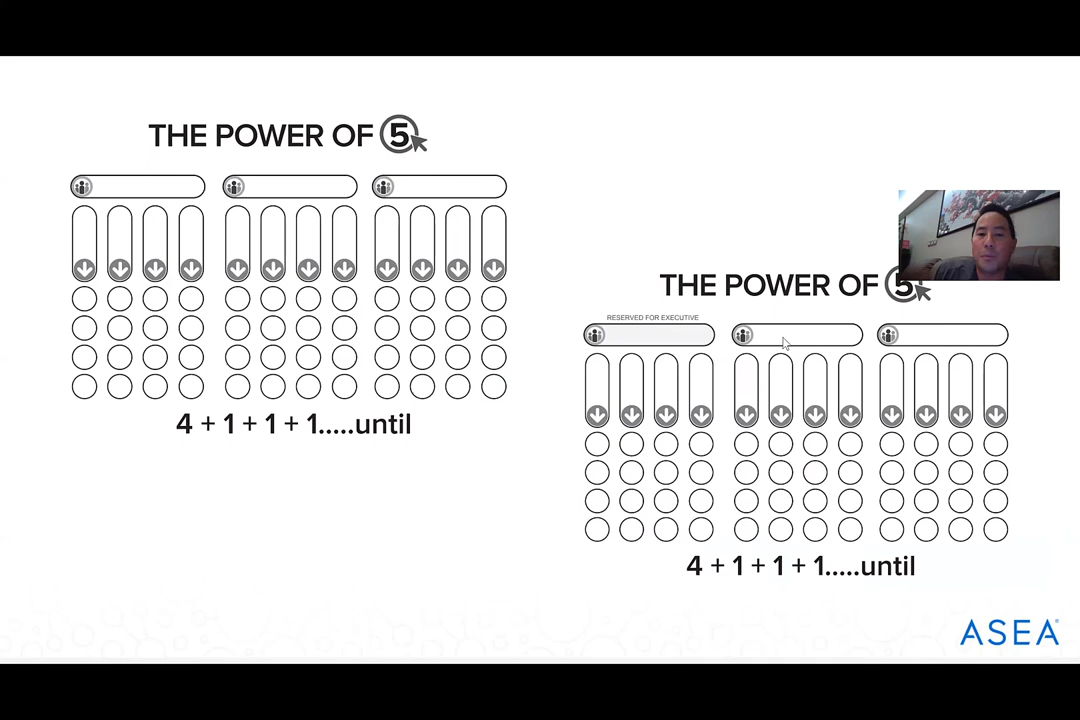 THE POWER OF 5
4 + 1 + 1 + 1.....until
THE POWER OF 5
RESERVED FOR EXECUTIVE
4 + 1 + 1 + 1.....until
ASEA